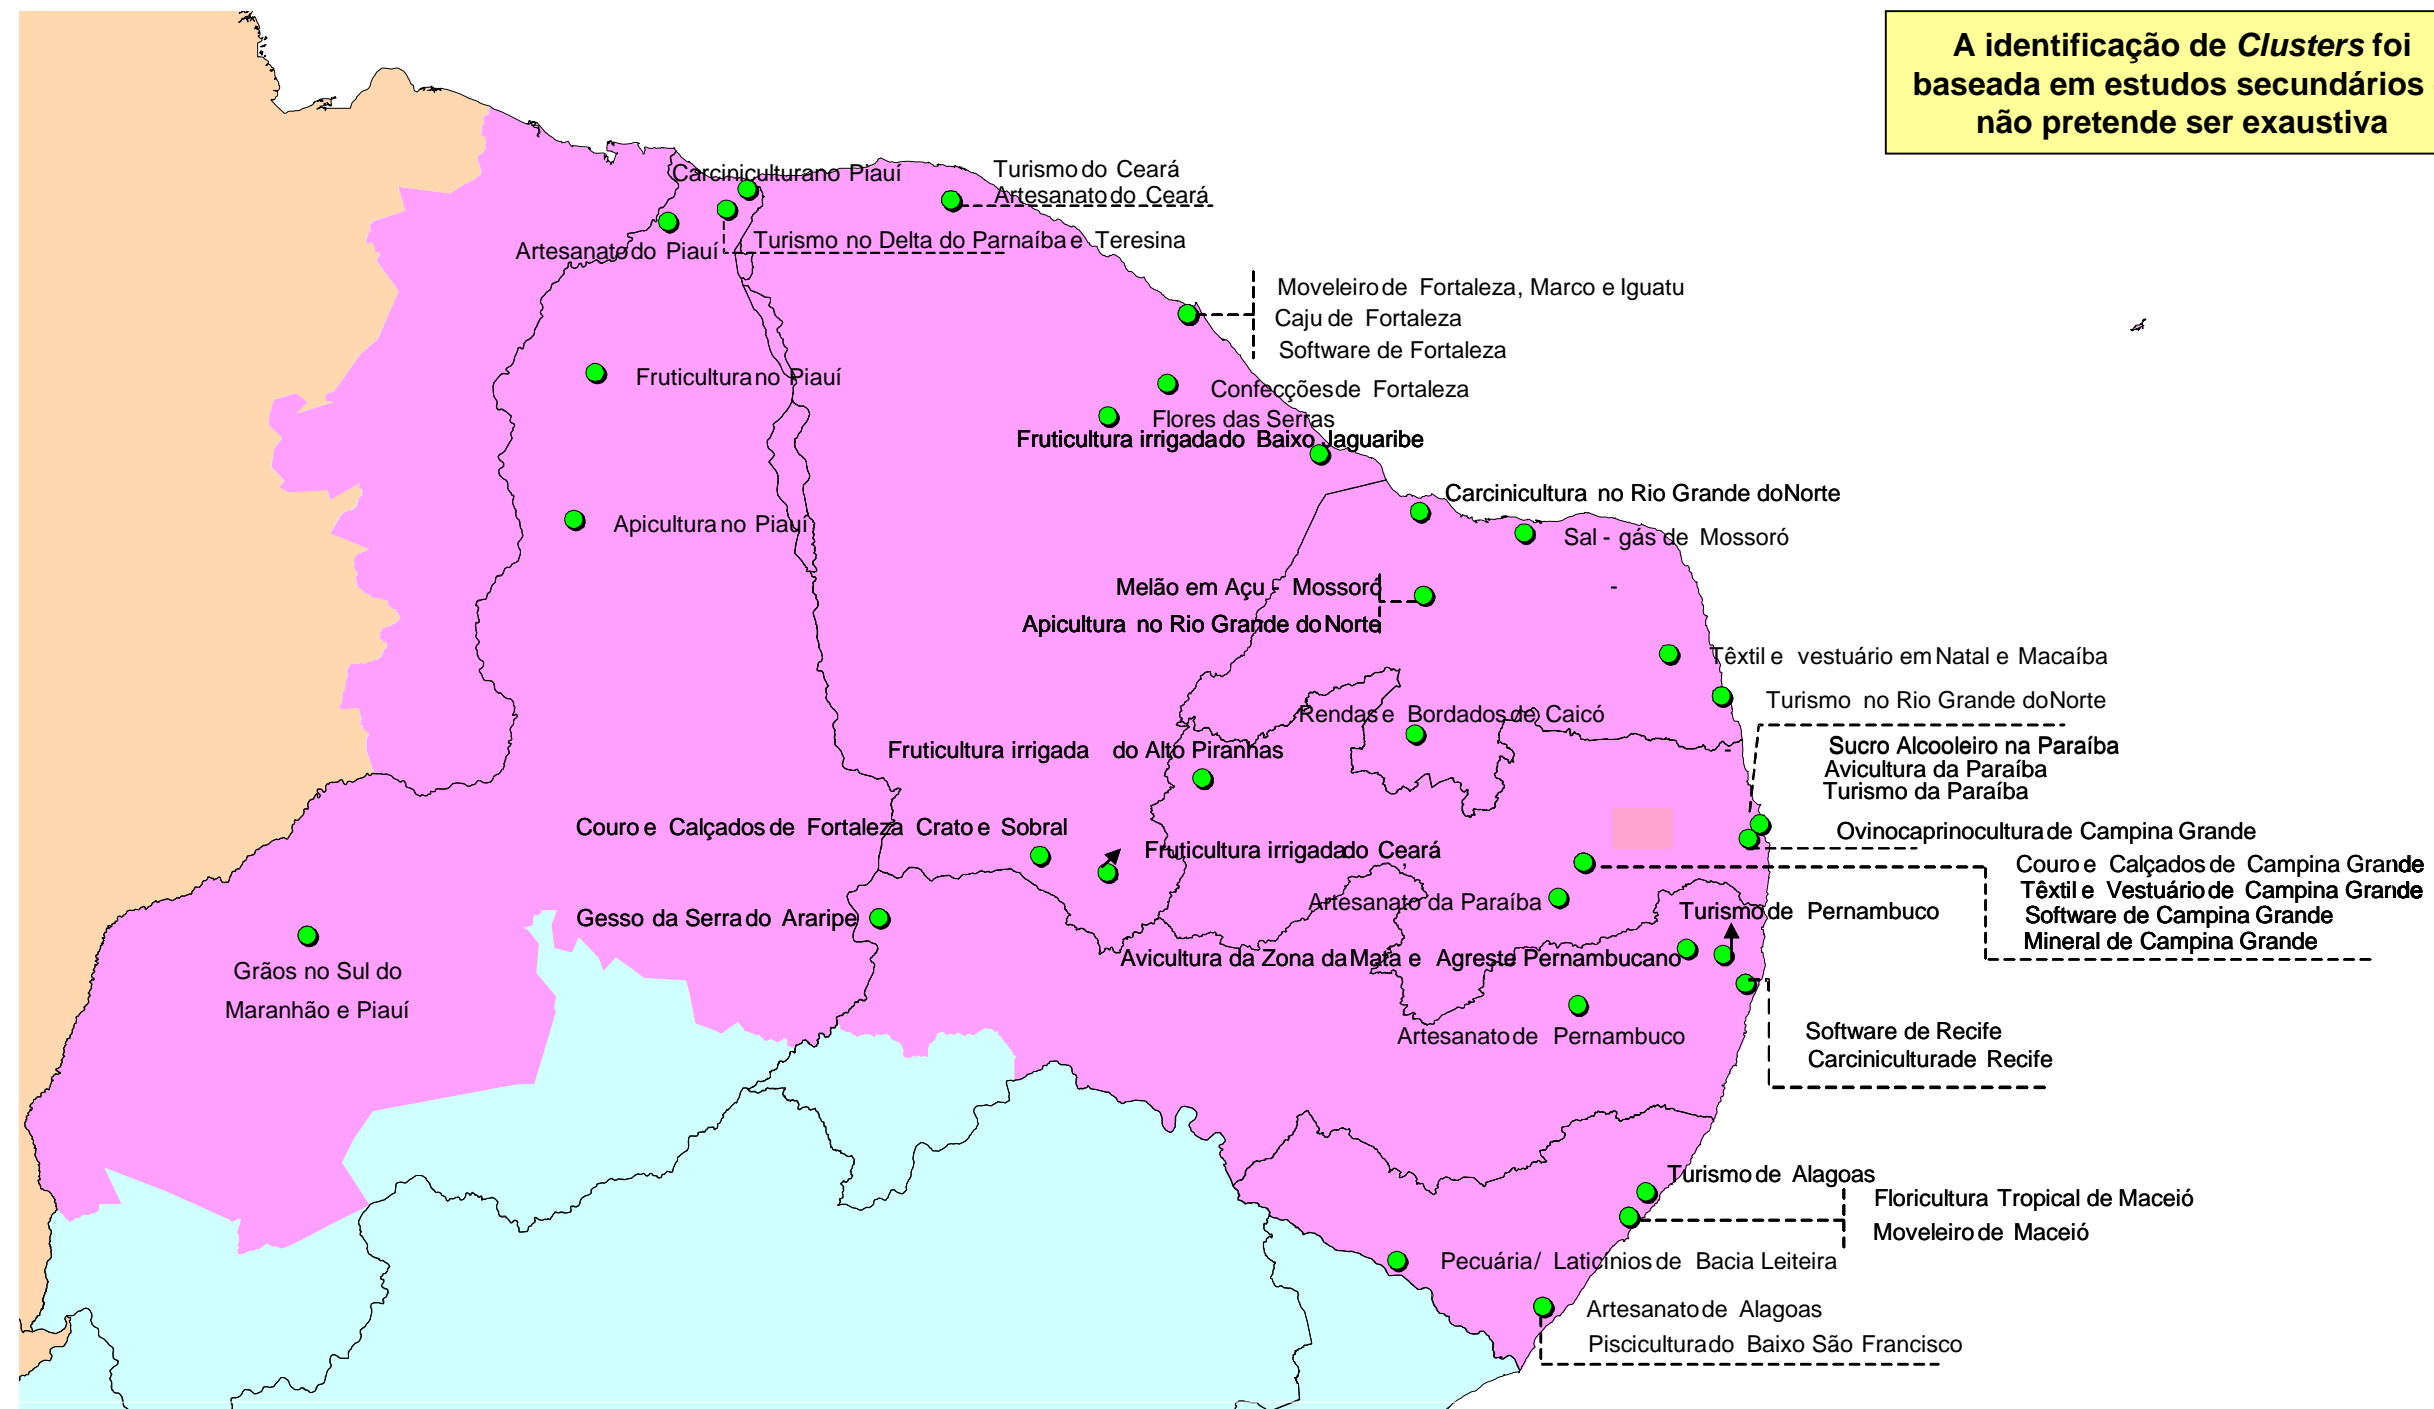 A identificação de Clusters foi
baseada em estudos secundários
não pretende ser exaustiva
Carcinicultura no Piauí
Turismo do Ceará
Artesanato do Ceará
Artesanato do Piauí
Turismo no Delta do Parnaíba e Teresina
Moveleiro de Fortaleza, Marco e Iguatu
Caju de Fortaleza
Software de Fortaleza
Fruticultura no Piauí
Confecções de Fortaleza
Flores das Serras
Fruticultura irrigada do Baixo Jaguaribe
Carcinicultura no Rio Grande do Norte
Apicultura no Piauí
Sal - gás de Mossoró
Melão em Açu - Mossoró
-
Apicultura no Rio Grande do Norte
Têxtil e vestuário em Natal e Macaíba
Turismo no Rio Grande do Norte
Rendas e Bordados de Caicó
Fruticultura irrigada do Alto Piranhas
-
Sucro Alcooleiro na Paraíba
Avicultura da Paraíba
Turismo da Paraíba
Couro e Calçados de Fortaleza Crato e Sobral
Ovinocaprinocultura de Campina Grande
Fruticultura irrigada do Ceará
Couro e Calçados de Campina Grande
Têxtil e Vestuário de Campina Grande
Software de Campina Grande
Mineral de Campina Grande
Artesanato da Paraíba
Turismo de Pernambuco
Gesso da Serra do Araripe
Avicultura da Zona da Mata e Agreste Pernambucano
Grãos no Sul do
Maranhão e Piauí
Artesanato de Pernambuco
Software de Recife
Carcinicultura de Recife
Turismo de Alagoas
Floricultura Tropical de Maceió
Moveleiro de Maceió
Pecuária/ Laticínios de Bacia Leiteira
Artesanato de Alagoas
Piscicultura do Baixo São Francisco